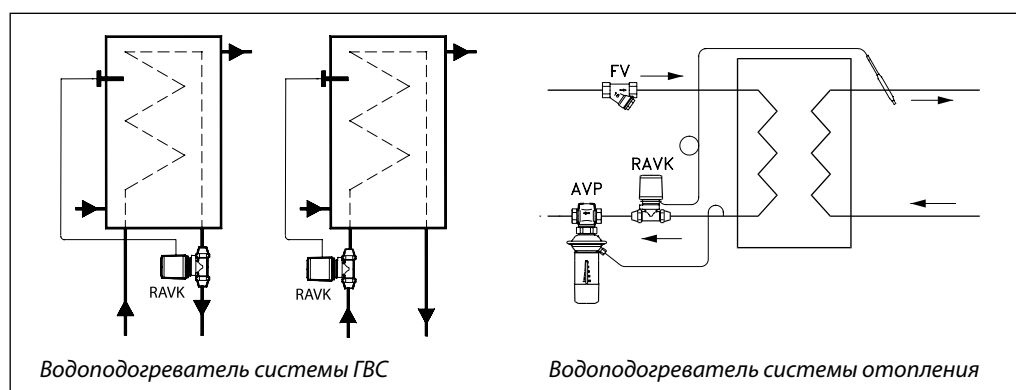 FV
RAVK
AVP
RAVK
RAVK
Водоподогреватель системы ГВС
Водоподогреватель системы отопления